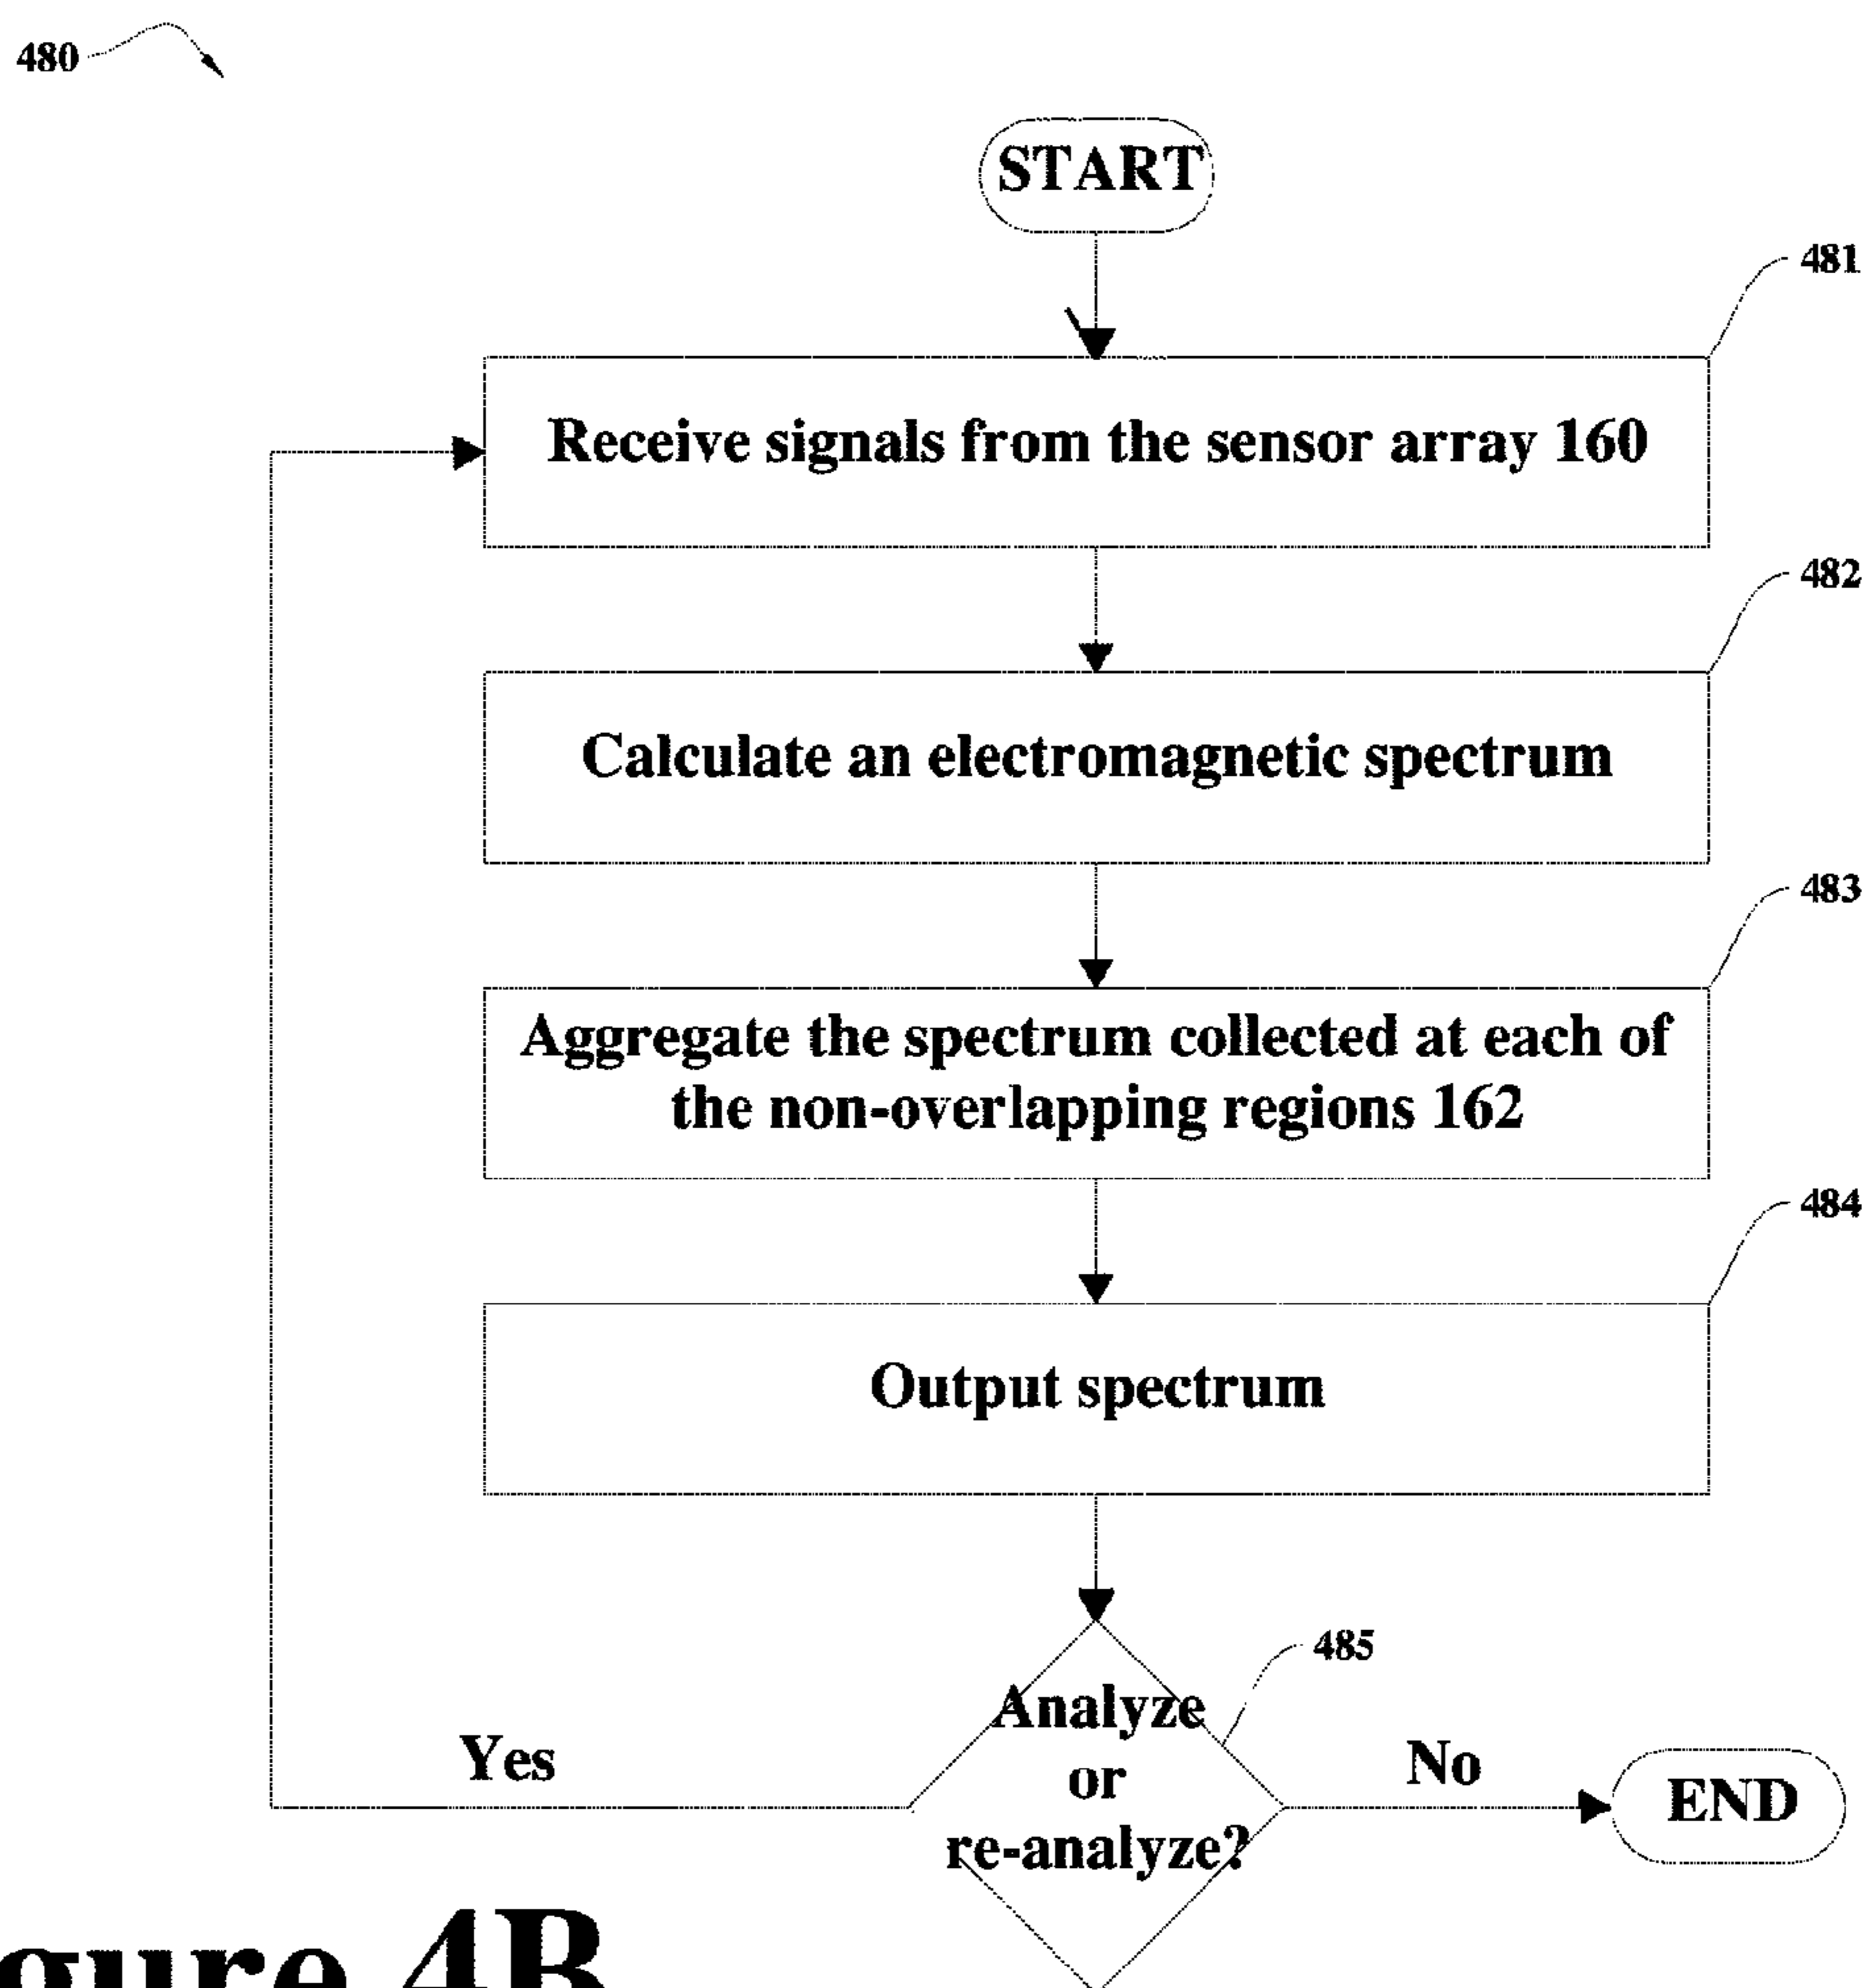 480
START
481
Receive signals from the sensor array 160
482
Calculate an electromagnetic spectrum
483
Aggregate the spectrum collected at each of
the non-overlapping regions 162
484
Output spectrum
485
Analyze
or
re-analyze?
Yes
No
END
gure 4B